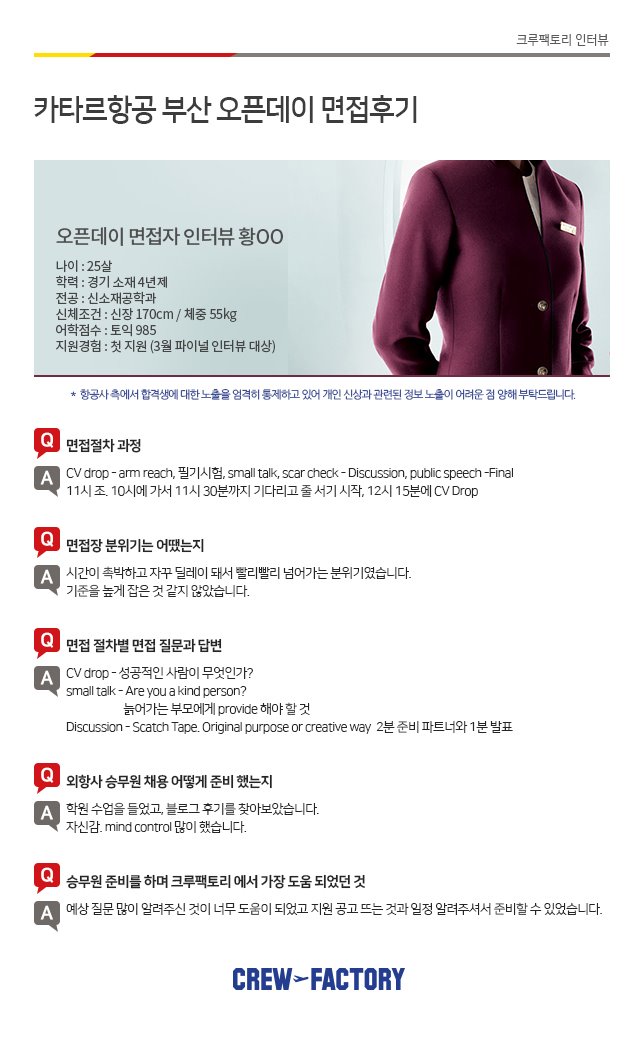 크루팩토리 인터뷰
카타르항공 부산 오픈데이 면접후기
오픈데이 면접자 인터뷰 황OO
나이 : 25살
학력 : 경기 소재 4년제
전공 : 신소재공학과
신체조건 : 신장 170cm / 체중 55kg
어학점수 : 토익 985
지원경험 : 첫 지원 (3월 파이널 인터뷰 대상)
* 항공사 측에서 합격생에 대한 노출을 엄격히 통제하고 있어 개인 신상과 관련된 정보 노출이 어려운 점 양해 부탁드립니다.
Q 면접절차 과정
A CV drop - arm reach, 필기시험, small talk, scar check - Discussion, public speech -Final
11시 조. 10시에 가서 11시 30분까지 기다리고 줄 서기 시작, 12시 15분에 CV Drop
Q 면접장 분위기는 어땠는지
A 시간이 촉박하고 자꾸 딜레이 돼서 빨리빨리 넘어가는 분위기였습니다.
기준을 높게 잡은 것 같지 않았습니다.
Q 면접 절차별 면접 질문과 답변
A CV drop - 성공적인 사람이 무엇인가?
small talk - Are you a kind person?
늙어가는 부모에게 provide 해야 할 것
Discussion - Scatch Tape. Original purpose or creative way 2분 준비 파트너와 1분 발표
Q 외항사 승무원 채용 어떻게 준비 했는지
A 학원 수업을 들었고, 블로그 후기를 찾아보았습니다.
자신감. mind control 많이 했습니다.
Q 승무원 준비를 하며 크루팩토리 에서 가장 도움 되었던 것
A 예상 질문 많이 알려주신 것이 너무 도움이 되었고 지원 공고 뜨는 것과 일정 알려주셔서 준비할 수 있었습니다.
CREW FACTORY